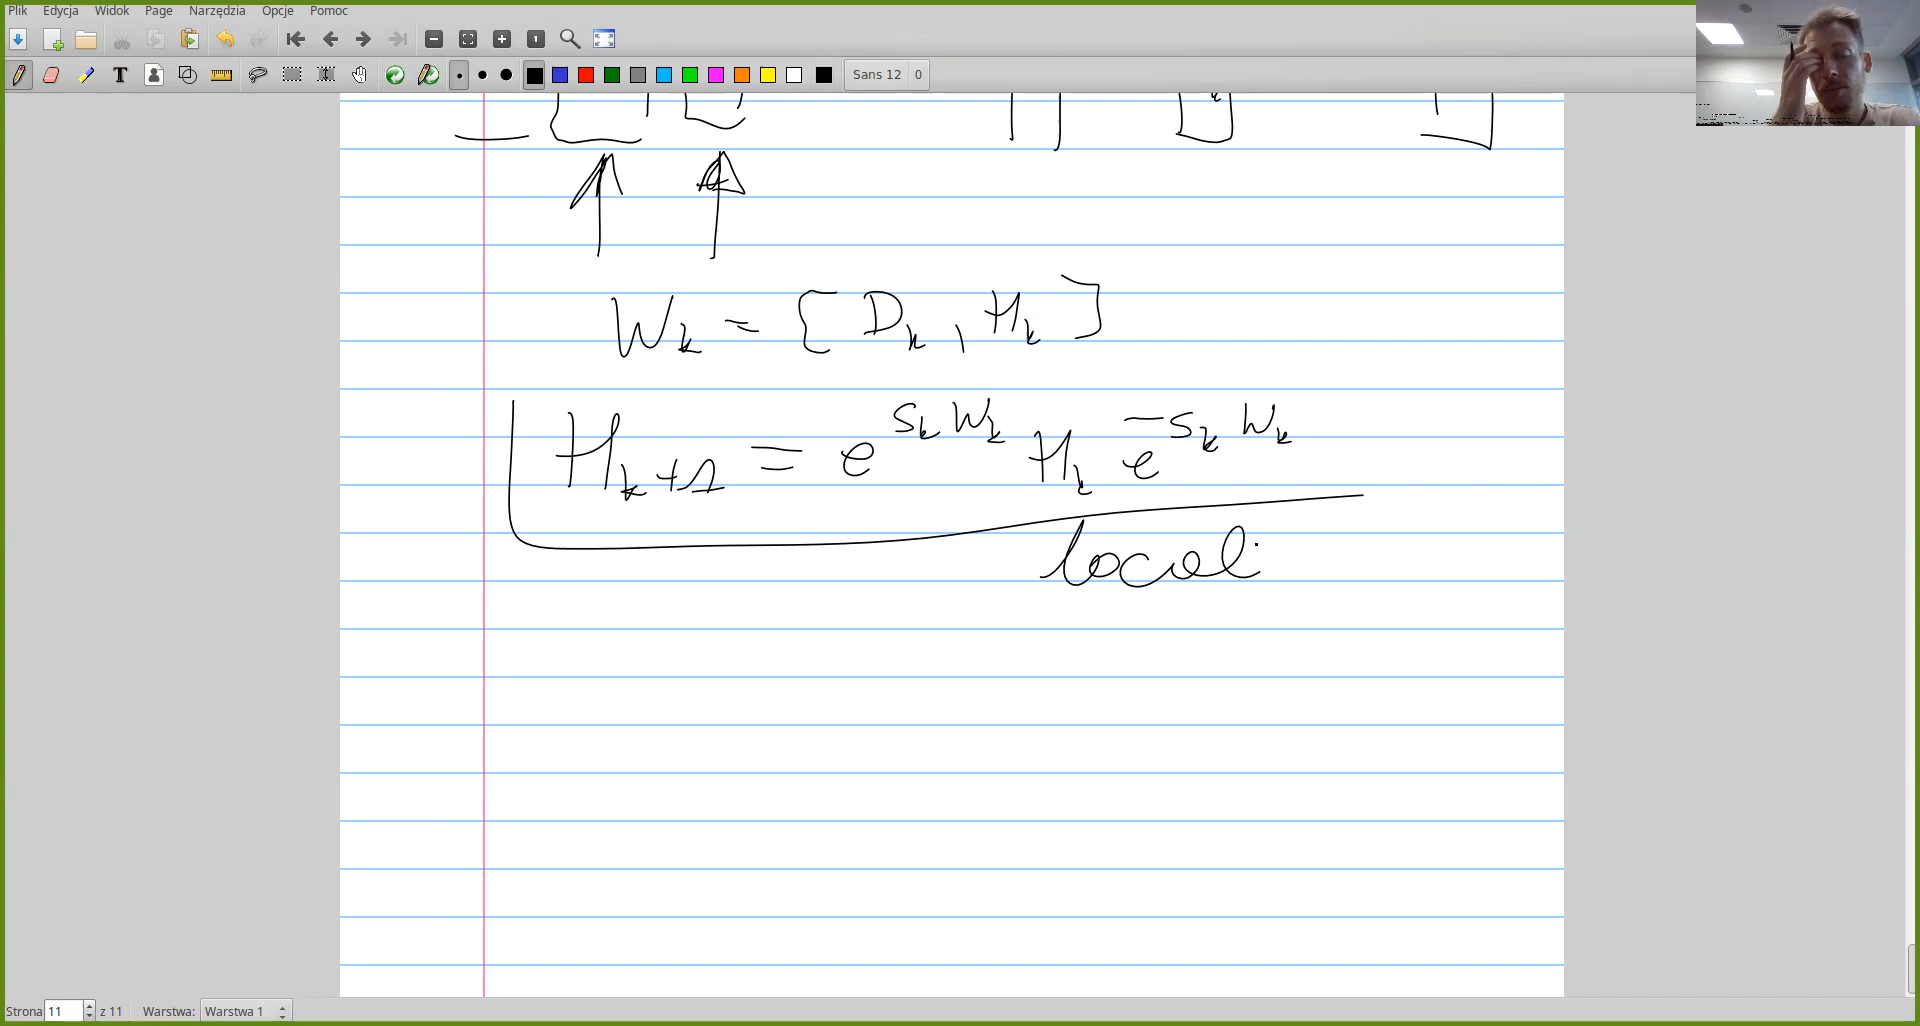 Plik Edycja Widok Page Narzędzia Opcje Pomoc
Sans 12 0
W_k = [D_k, H_k]
H_{k+1} = e^{s_k W_k} H_k e^{-s_k W_k}
local
Strona 11 z 11 Warstwa: Warstwa 1